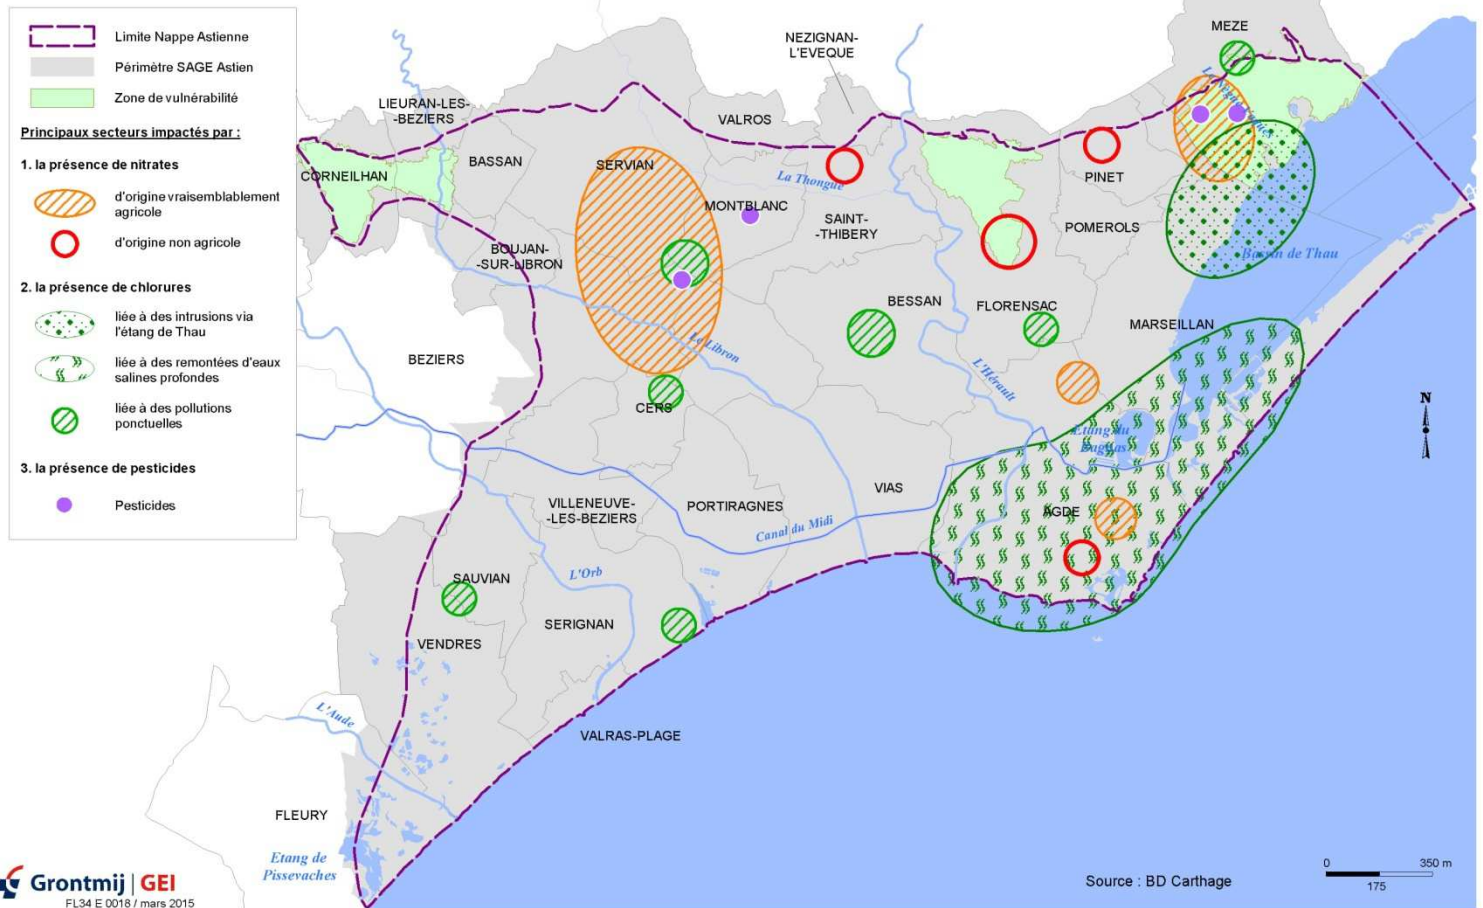 Limite Nappe Astienne
Périmètre SAGE Astien
Zone de vulnérabilité
Principaux secteurs impactés par :
1. la présence de nitrates
d'origine vraisemblablement
agricole
d'origine non agricole
2. la présence de chlorures
liée à des intrusions via
l'étang de Thau
liée à des remontées d'eaux
salines profondes
liée à des pollutions
ponctuelles
3. la présence de pesticides
Pesticides
MEZE
NEZIGNAN-
L'EVEQUE
LIEURAN-LES-
-BEZIERS
VALROS
BASSAN
SERVIAN
CORNEILHAN
La Thongue
PINET
MONTBLANC
SAINT-
-THIBERY
POMEROLS
BOUJAN-
-SUR-LIBRON
Bassin de Thau
BESSAN
FLORENSAC
MARSEILLAN
Le Libron
BEZIERS
L'Hérault
CERS
Etang du
Bagnas
N
VIAS
VILLENEUVE-
-LES-BEZIERS
PORTIRAGNES
AGDE
Canal du Midi
L'Orb
SAUVIAN
SERIGNAN
VENDRES
L'Aude
VALRAS-PLAGE
FLEURY
Etang de
Pissevaches
Grontmij | GEI
FL34 E 0018 / mars 2015
Source : BD Carthage
0 350 m
175